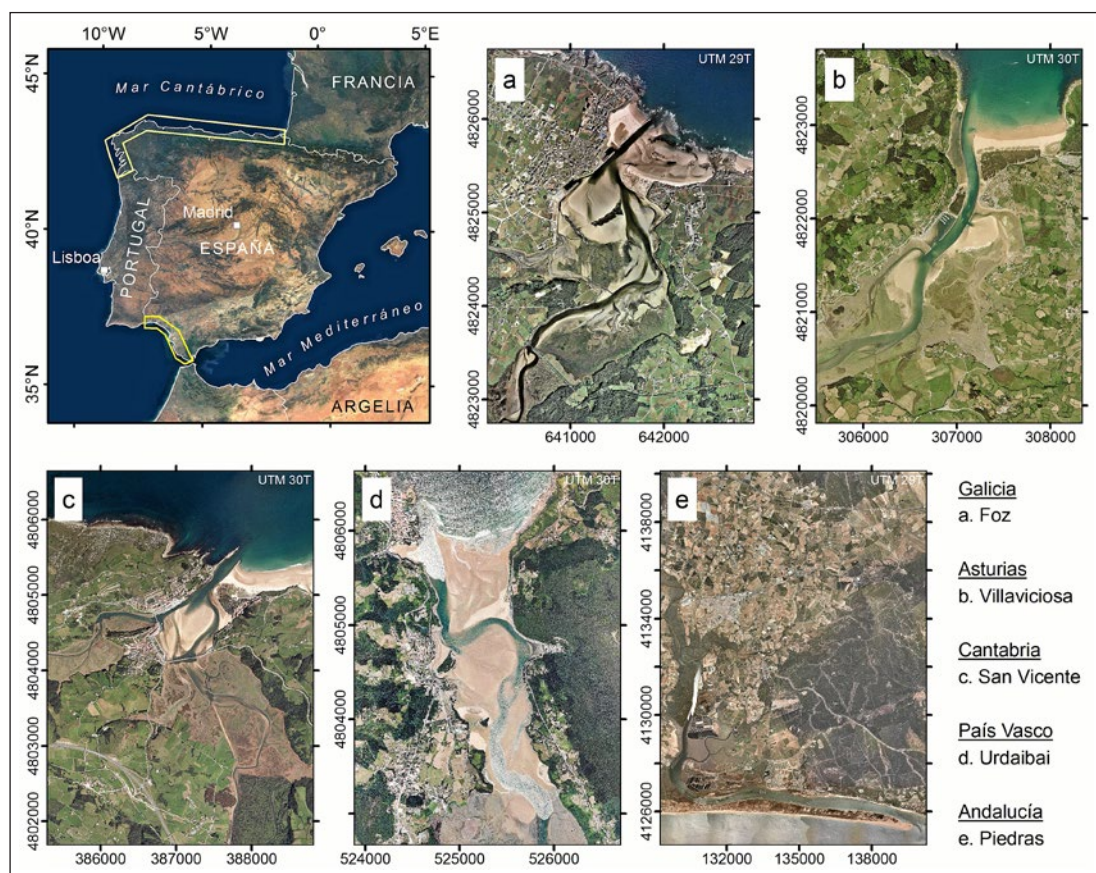 10°W 5°W 0° 5°E
45°N
40°N
35°N
Mar Cantábrico
FRANCIA
PORTUGAL
Madrid
ESPAÑA
Lisboa
Mar Mediterráneo
ARGELIA
a
UTM 29T
4826000
4825000
4824000
4823000
641000 642000
b
UTM 30T
4823000
4822000
4821000
4820000
306000 307000 308000
c
UTM 30T
4806000
4805000
4804000
4803000
4802000
386000 387000 388000
d
UTM 30T
4806000
4805000
4804000
524000 525000 526000
e
UTM 29T
4138000
4134000
4130000
4126000
132000 135000 138000
Galicia
a. Foz
Asturias
b. Villaviciosa
Cantabria
c. San Vicente
País Vasco
d. Urdaibai
Andalucía
e. Piedras